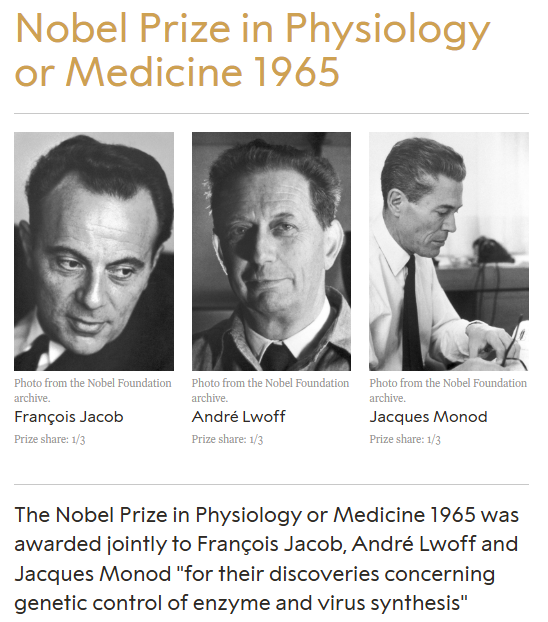 Nobel Prize in Physiology
or Medicine 1965
Photo from the Nobel Foundation
archive.
François Jacob
Prize share: 1/3
Photo from the Nobel Foundation
archive.
André Lwoff
Prize share: 1/3
Photo from the Nobel Foundation
archive.
Jacques Monod
Prize share: 1/3
The Nobel Prize in Physiology or Medicine 1965 was
awarded jointly to François Jacob, André Lwoff and
Jacques Monod "for their discoveries concerning
genetic control of enzyme and virus synthesis"